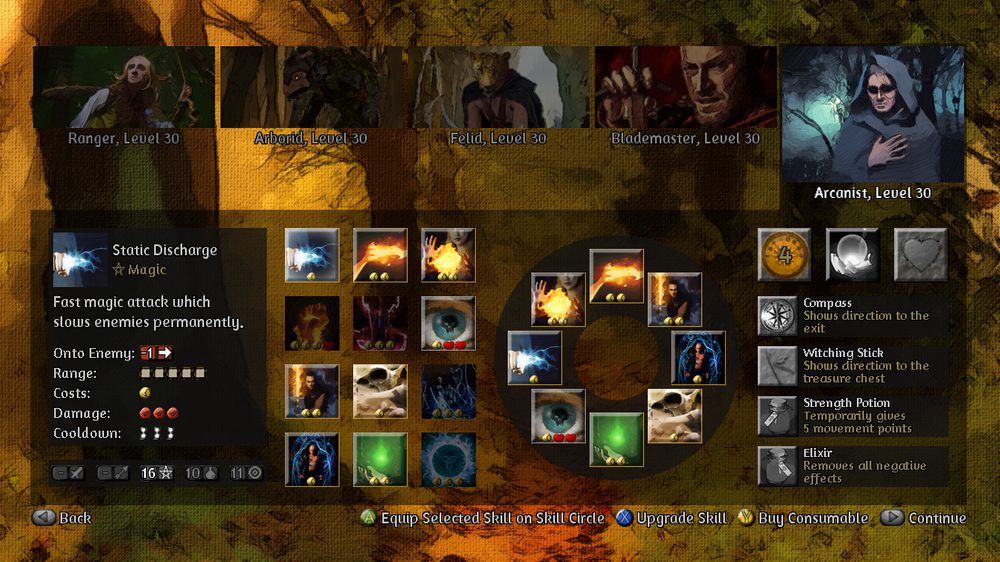 Ranger, Level 30
Arborid, Level 30
Felid, Level 30
Blademaster, Level 30
Arcanist, Level 30
Static Discharge
Magic
Fast magic attack which
slows enemies permanently.
Onto Enemy: -1
Range:
Costs:
Damage:
Cooldown:
- - 16 10 11
4
Compass
Shows direction to the
exit
Witching Stick
Shows direction to the
treasure chest
Strength Potion
Temporarily gives
5 movement points
Elixir
Removes all negative
effects
Back
A Equip Selected Skill on Skill Circle
X Upgrade Skill
Y Buy Consumable
Continue